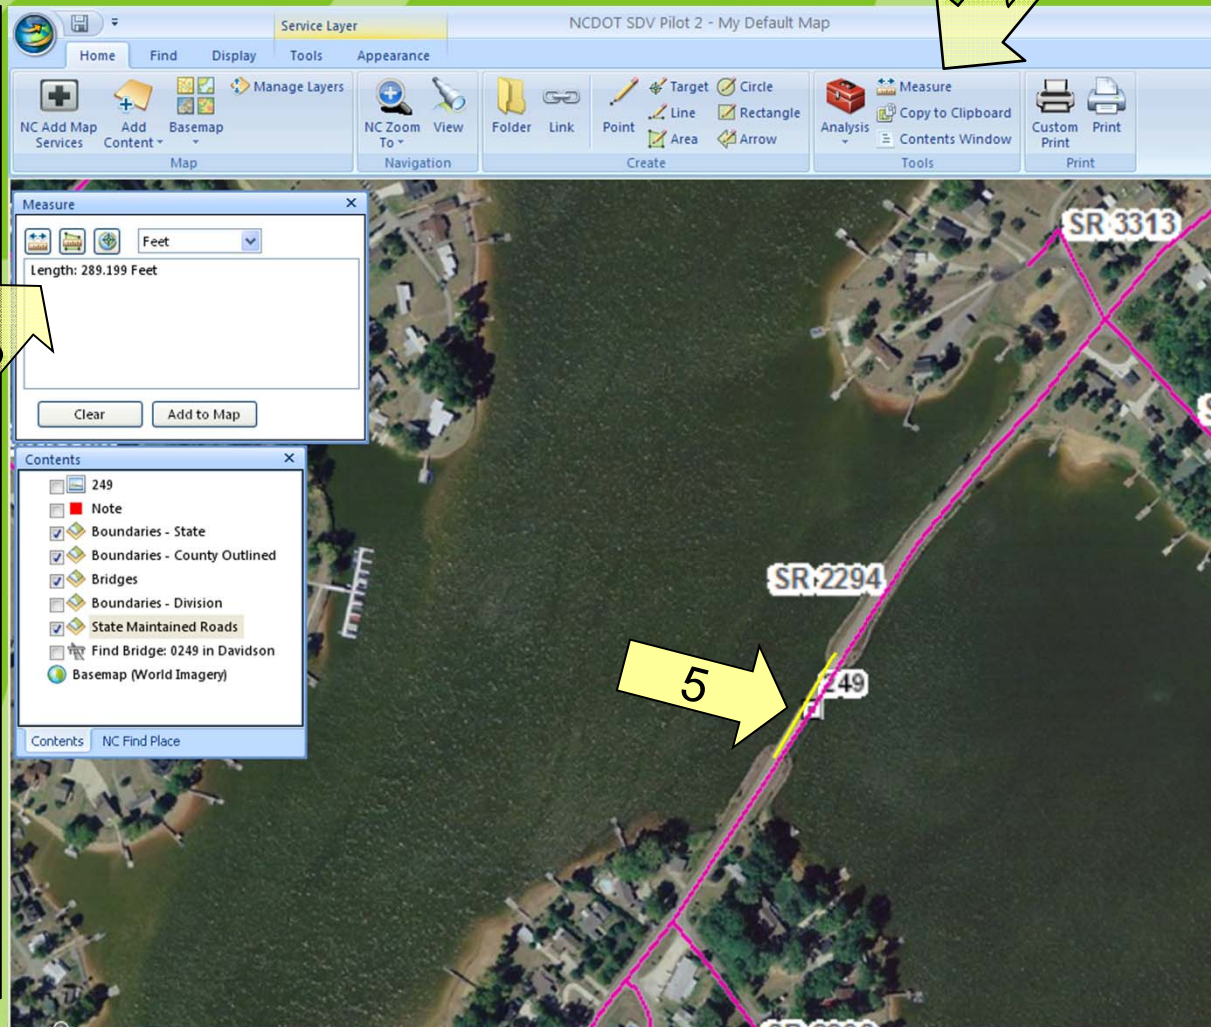 Service Layer
NCDOT SDV Pilot 2 - My Default Map
Home Find Display Tools Appearance
NC Add Map Services
Add Content
Basemap
Manage Layers
Map
NC Zoom To
View
Navigation
Folder
Link
Point
Target
Line
Area
Circle
Rectangle
Arrow
Create
Analysis
Measure
Copy to Clipboard
Contents Window
Tools
Custom Print
Print
Print
Measure
Feet
Length: 289.199 Feet
Clear
Add to Map
Contents
249
Note
Boundaries - State
Boundaries - County Outlined
Bridges
Boundaries - Division
State Maintained Roads
Find Bridge: 0249 in Davidson
Basemap (World Imagery)
Contents
NC Find Place
SR 3313
SR 2294
5
249